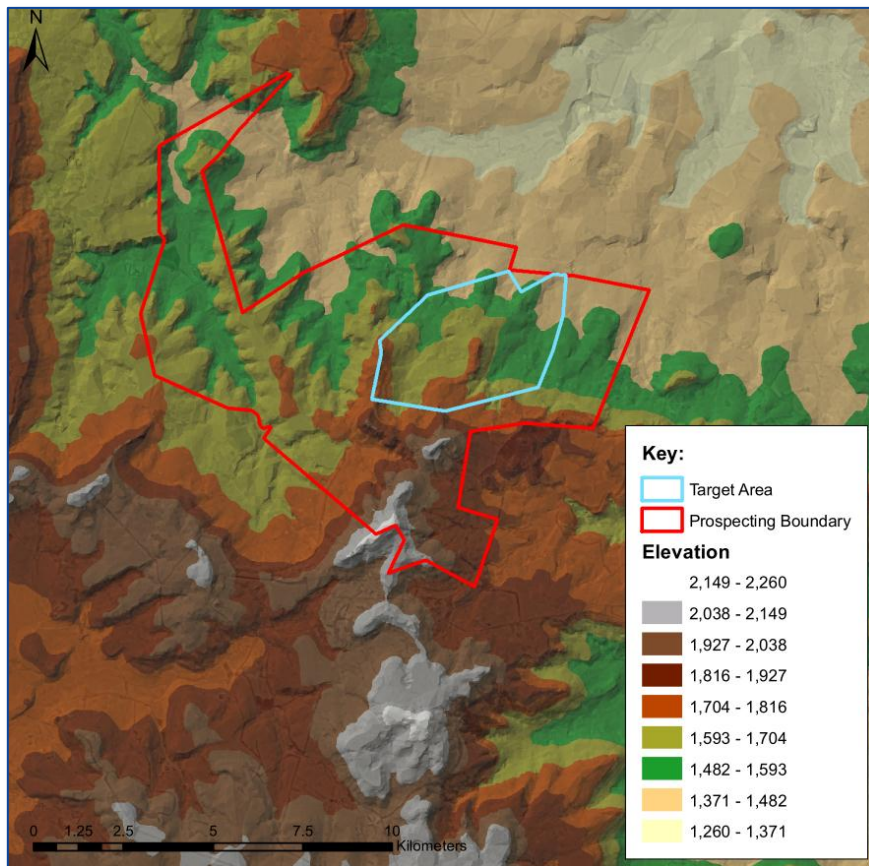 N
Key:
Target Area
Prospecting Boundary
Elevation
2,149 - 2,260
2,038 - 2,149
1,927 - 2,038
1,816 - 1,927
1,704 - 1,816
1,593 - 1,704
1,482 - 1,593
1,371 - 1,482
1,260 - 1,371
0 1.25 2.5 5 7.5 10
Kilometers